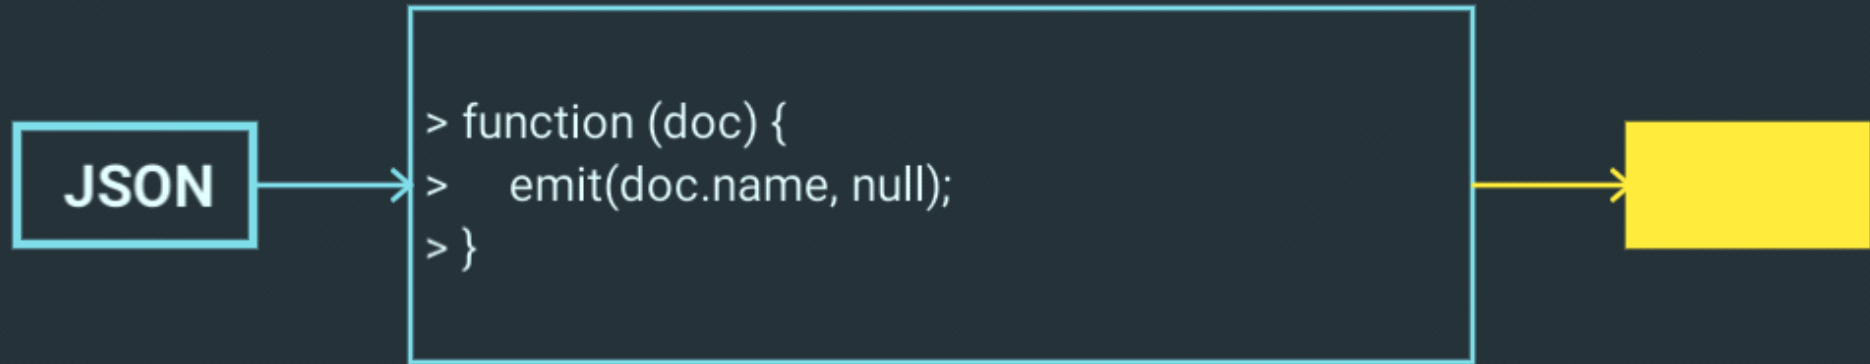 JSON
> function (doc) {
>     emit(doc.name, null);
> }